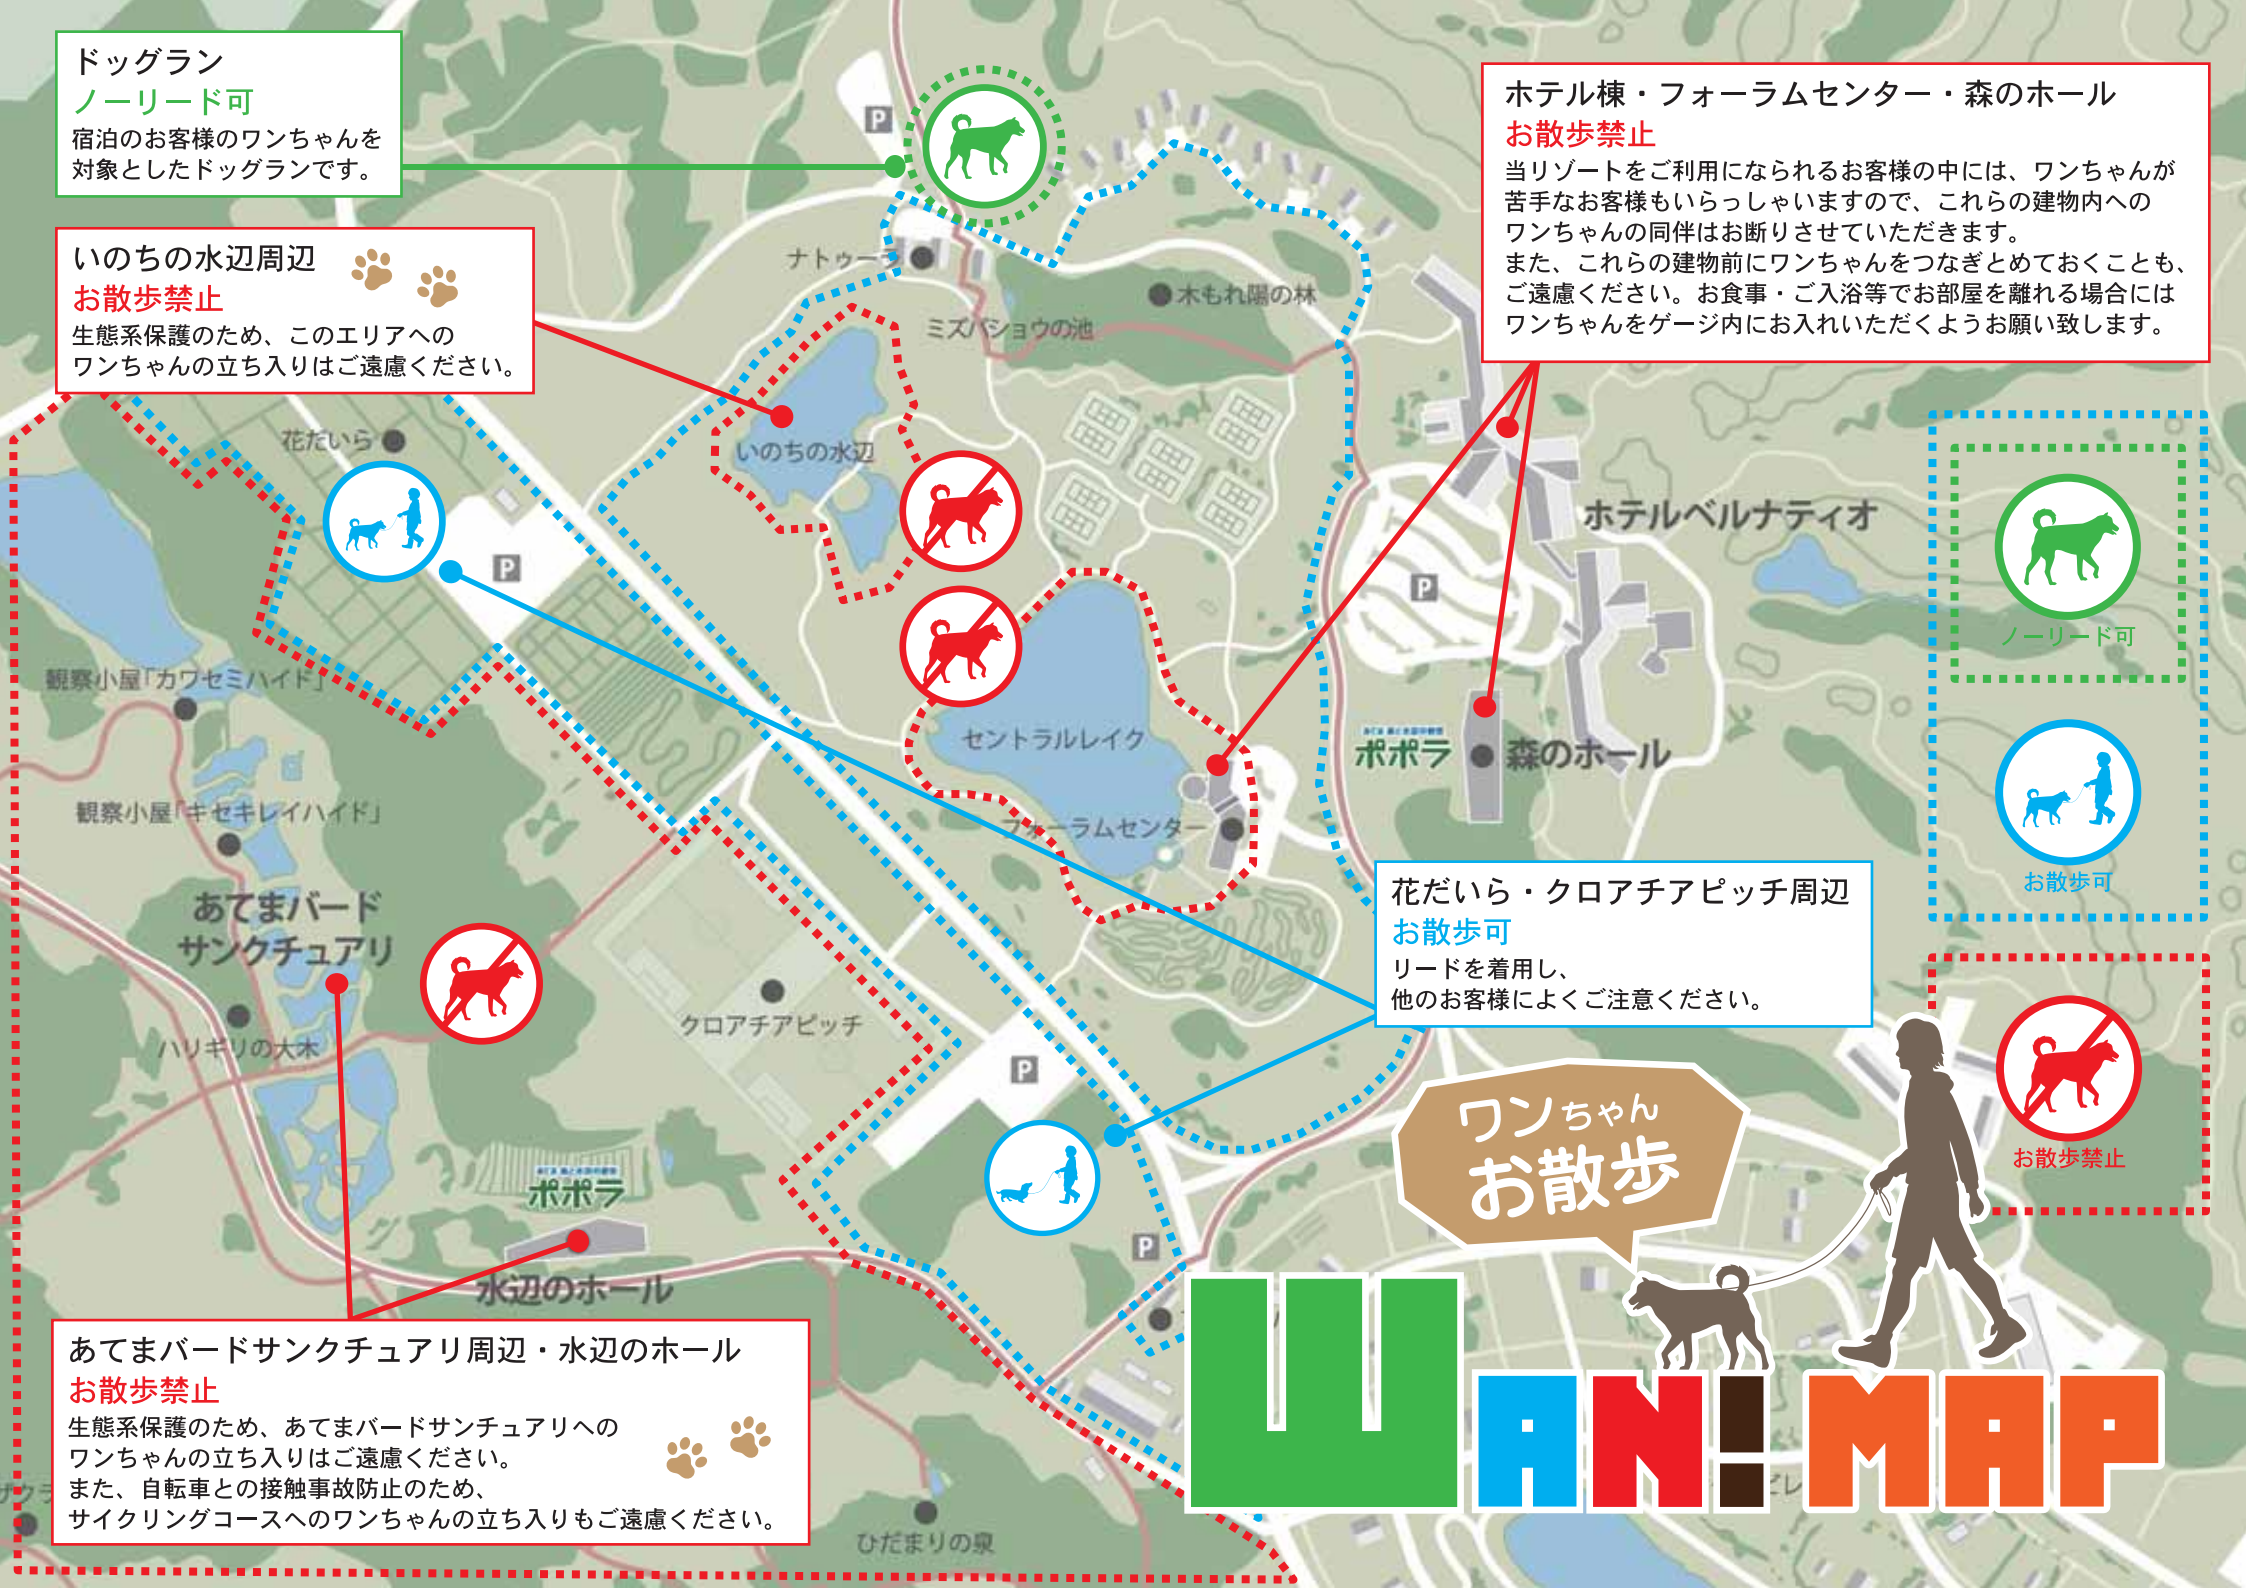 ドッグラン
ノーリード可
宿泊のお客様のワンちゃんを
対象としたドッグランです。
いのちの水辺周辺
お散歩禁止
生態系保護のため、このエリアへの
ワンちゃんの立ち入りはご遠慮ください。
ホテル棟・フォーラムセンター・森のホール
お散歩禁止
当リゾートをご利用になられるお客様の中には、ワンちゃんが
苦手なお客様もいらっしゃいますので、これらの建物内への
ワンちゃんの同伴はお断りさせていただきます。
また、これらの建物前にワンちゃんをつなぎとめておくことも、
ご遠慮ください。お食事・ご入浴等でお部屋を離れる場合には
ワンちゃんをゲージ内にお入れいただくようお願い致します。
P
ナトゥーラ
木もれ陽の林
ミズバショウの池
花だいら
いのちの水辺
P
ホテルベルナティオ
P
ノーリード可
観察小屋「カワセミハイド」
セントラルレイク
ポポラ
森のホール
観察小屋「キセキレイハイド」
フォーラムセンター
お散歩可
花だいら・クロアチアピッチ周辺
お散歩可
リードを着用し、
他のお客様によくご注意ください。
あてまバード
サンクチュアリ
クロアチアピッチ
ハリギリの大木
P
お散歩禁止
ワンちゃん
お散歩
ポポラ
水辺のホール
P
WAN! MAP
あてまバードサンクチュアリ周辺・水辺のホール
お散歩禁止
生態系保護のため、あてまバードサンチュアリへの
ワンちゃんの立ち入りはご遠慮ください。
また、自転車との接触事故防止のため、
サイクリングコースへのワンちゃんの立ち入りもご遠慮ください。
ひだまりの泉